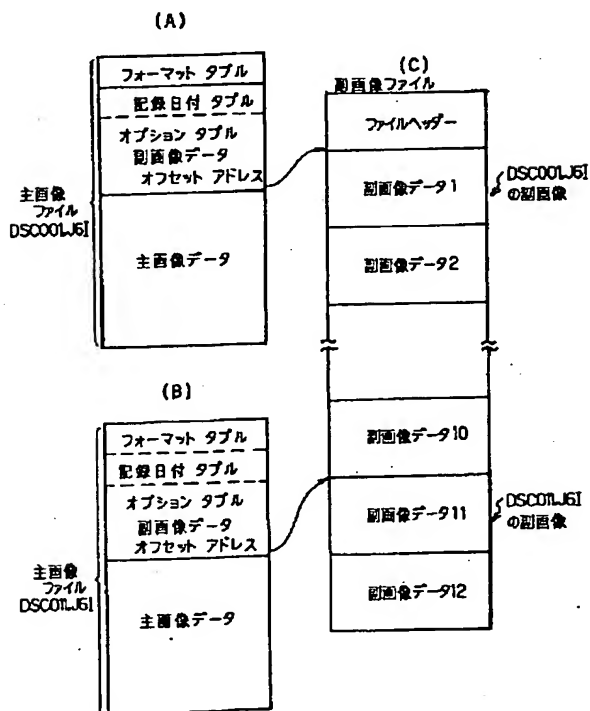 (A)
フォーマット タプル
記録日付 タプル
オプション タプル
副画像データ
オフセット アドレス
主画像データ
主画像
ファイル
DSC001.J6I
(B)
フォーマット タプル
記録日付 タプル
オプション タプル
副画像データ
オフセット アドレス
主画像データ
主画像
ファイル
DSC011.J6I
(C)
副画像ファイル
ファイルヘッダー
副画像データ1
副画像データ2
副画像データ10
副画像データ11
副画像データ12
DSC001.J6I
の副画像
DSC011.J6I
の副画像